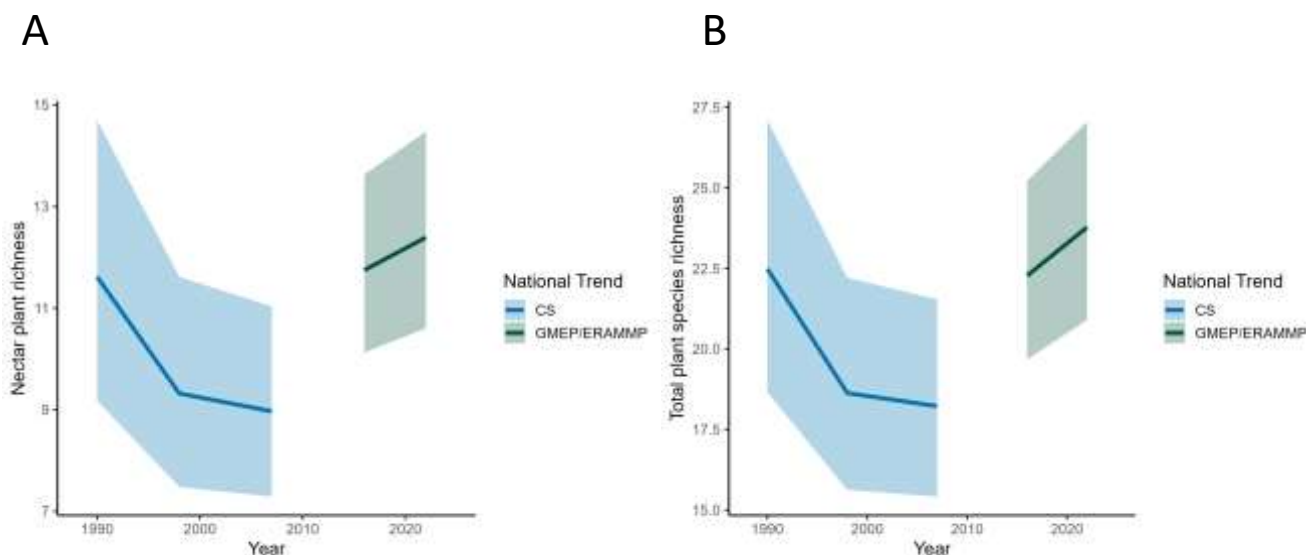 A
B
Nectar plant richness
15
13
11
9
7
1990
2000
2010
2020
Year
National Trend
CS
GMEP/ERAMMP
Total plant species richness
27.5
25.0
22.5
20.0
17.5
15.0
1990
2000
2010
2020
Year
National Trend
CS
GMEP/ERAMMP